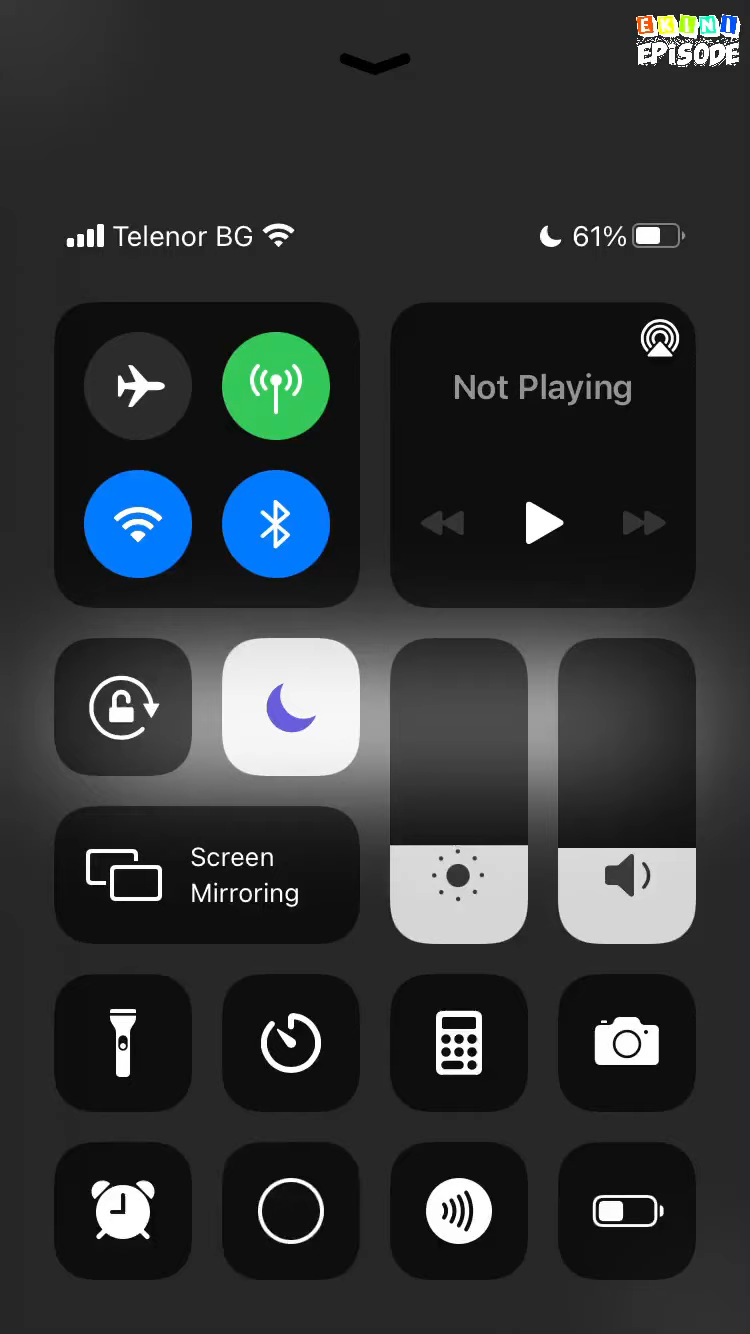 EKINI
EPISODE
Telenor BG
61%
Not Playing
Screen
Mirroring